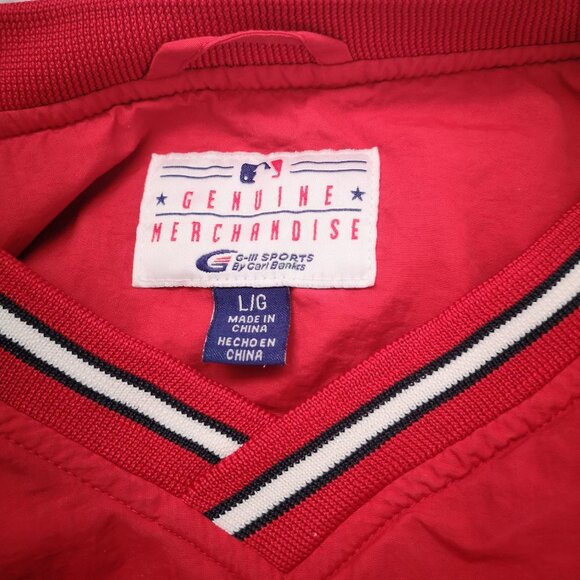 GENUINE
MERCHANDISE
G-III SPORTS
By Carl Banks
L/G
MADE IN
CHINA
HECHO EN
CHINA